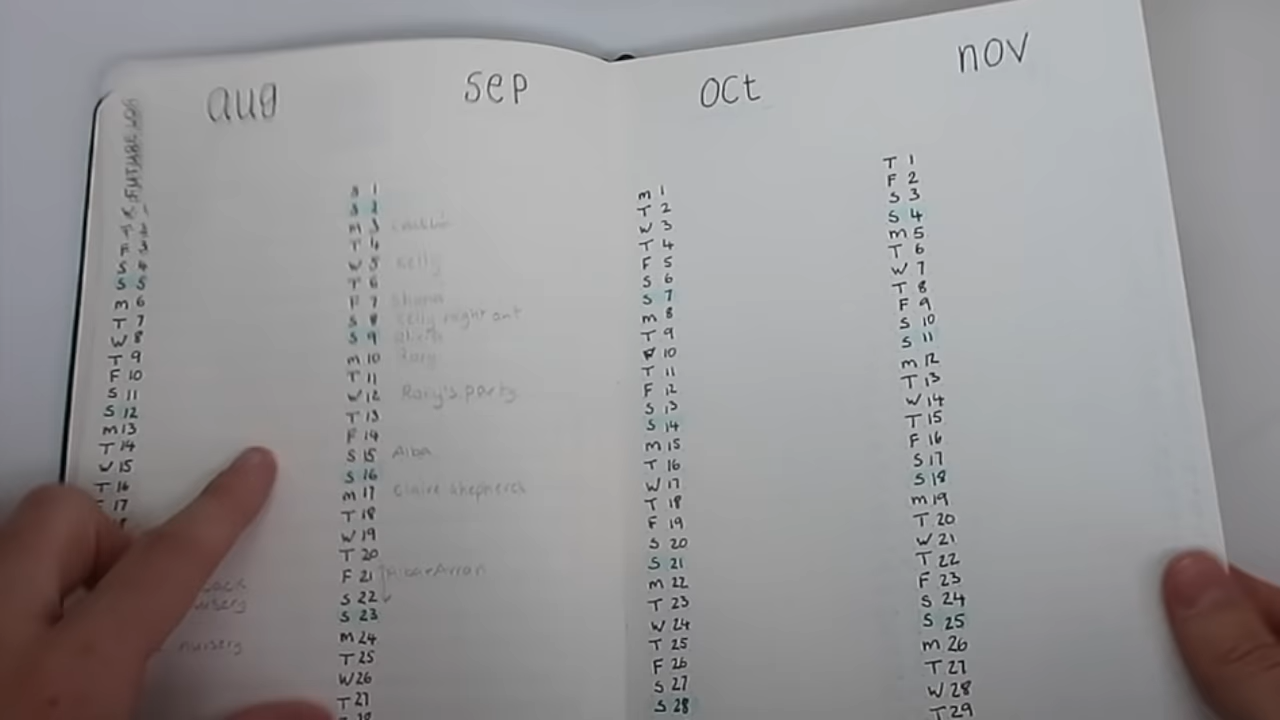 aug
sep
oct
nov
FUTURE LOG
F 3
S 4
S 5
M 6
T 7
W 8
T 9
F 10
S 11
S 12
M 13
T 14
W 15
T 16
17
S 1
S 2
M 3
T 4
W 5 Kelly
T 6
F 7
S 8 Kelly night out
S 9
M 10 Rory
T 11
W 12 Rory's party
T 13
F 14
S 15 Alba
S 16
M 17 Claire Shepherd
T 18
W 19
T 20
F 21 Alba + Arran
S 22
S 23
M 24
T 25
W 26
T 27
nursery
nursery
M 1
T 2
W 3
T 4
F 5
S 6
S 7
M 8
T 9
W 10
T 11
F 12
S 13
S 14
M 15
T 16
W 17
T 18
F 19
S 20
S 21
M 22
T 23
W 24
T 25
F 26
S 27
S 28
T 1
F 2
S 3
S 4
M 5
T 6
W 7
T 8
F 9
S 10
S 11
M 12
T 13
W 14
T 15
F 16
S 17
S 18
M 19
T 20
W 21
T 22
F 23
S 24
S 25
M 26
T 27
W 28
T 29